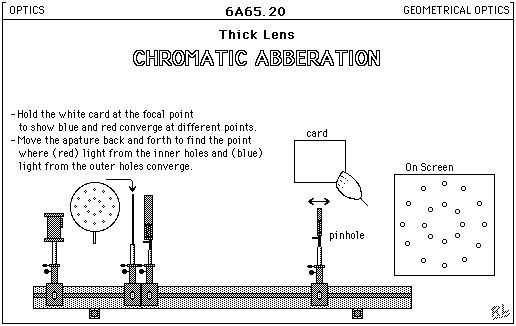 OPTICS
6A65.20
GEOMETRICAL OPTICS
Thick Lens
CHROMATIC ABBERATION
- Hold the white card at the focal point
to show blue and red converge at different points.
- Move the apature back and forth to find the point
where (red) light from the inner holes and (blue)
light from the outer holes converge.
card
On Screen
pinhole